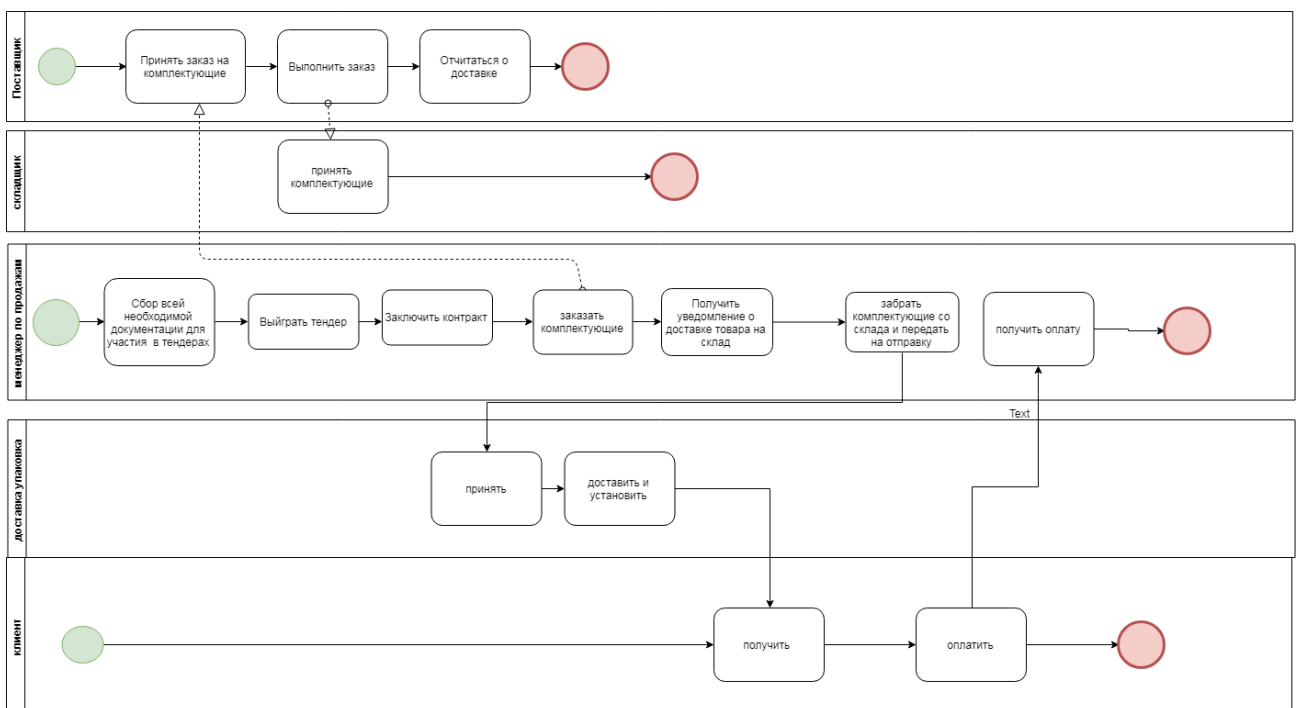 Поставщик
Принять заказ на
комплектующие
Выполнить заказ
Отчитаться о
доставке
складщик
принять
комплектующие
менеджер по продажам
Сбор всей
необходимой
документации для
участия в тендерах
Выйграть тендер
Заключить контракт
заказать
комплектующие
Получить
уведомление о
доставке товара на
склад
забрать
комплектующие со
склада и передать
на отправку
получить оплату
Text
доставка упаковка
принять
доставить и
установить
клиент
получить
оплатить